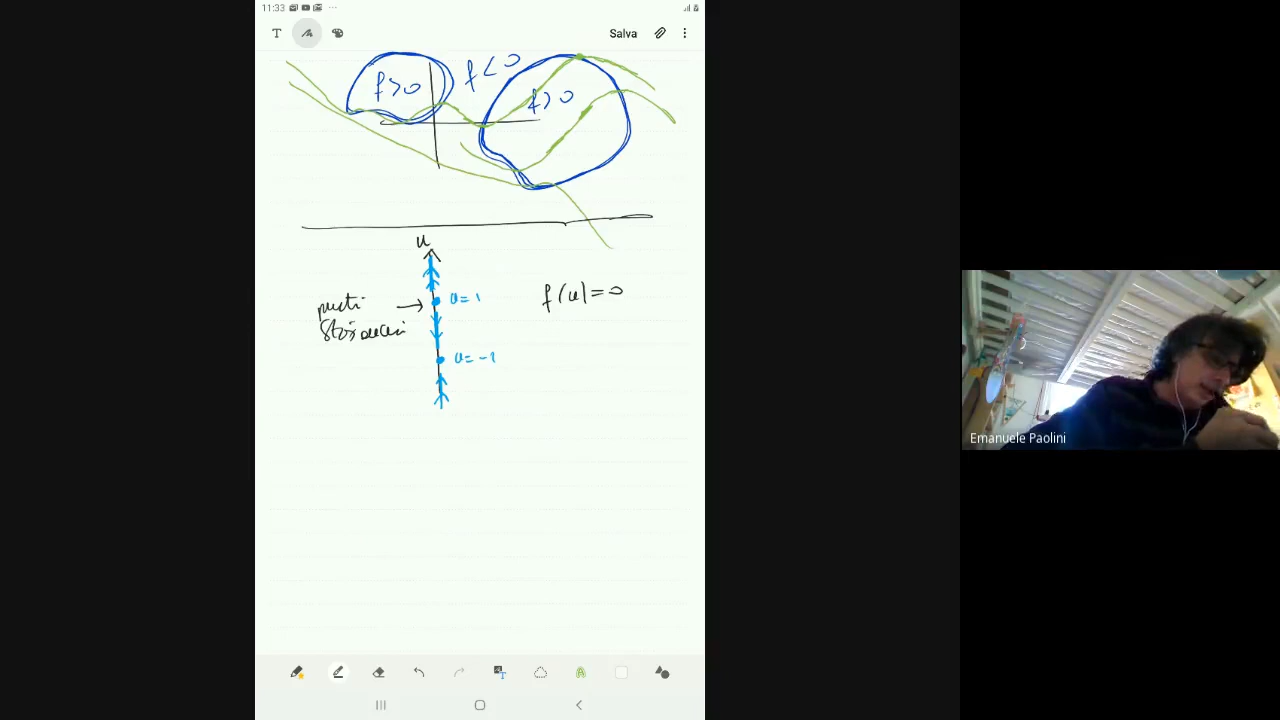 11:33
T
Salva
f>0
f<0
f>0
u
u=1
f(u)=0
punti
stazionari
u=-1
Emanuele Paolini